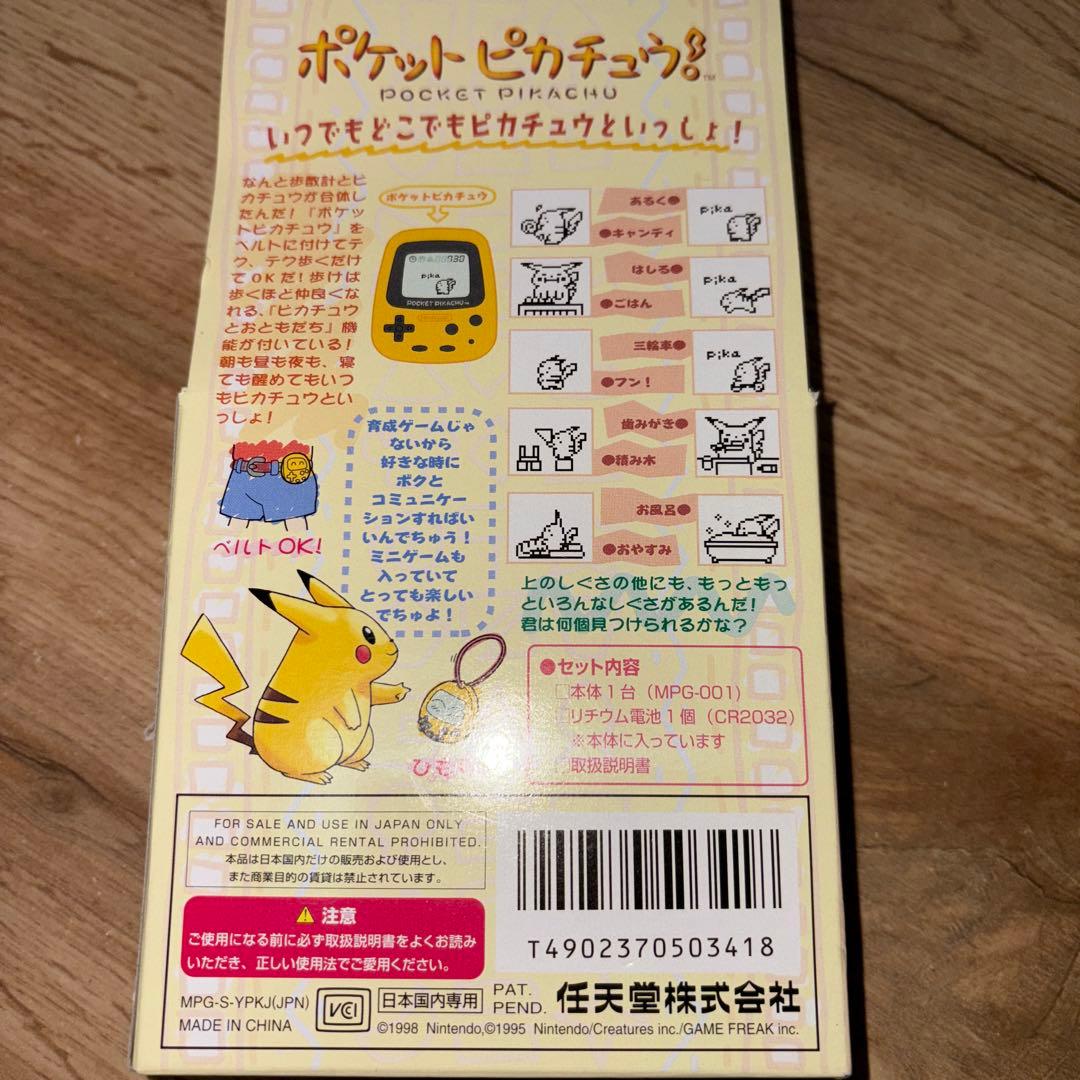 ポケットピカチュウ! TM
POCKET PIKACHU
いつでもどこでもピカチュウといっしょ!
なんと歩数計とピ
カチュウが合体し
たんだ!『ポケッ
トピカチュウ』を
ベルトに付けてテ
ク、テク歩くだけ
でOKだ!歩けば
歩くほど仲良くな
れる、「ピカチュウ
とおともだち」機
能が付いている!
朝も昼も夜も、寝
ても醒めてもいつ
もピカチュウとい
っしょ!
ポケットピカチュウ
pika
POCKET PIKACHU
Nintendo
あるく●
pika
●キャンディ
はしる●
pika
●ごはん
三輪車●
pika
●フン!
歯みがき●
●積み木
お風呂●
●おやすみ
育成ゲームじゃ
ないから
好きな時に
ボクと
コミュニケー
ションすればい
いんでちゅう!
ミニゲームも
入っていて
とっても楽しい
でちゅよ!
ベルトOK!
上のしぐさの他にも、もっともっ
といろんなしぐさがあるんだ!
君は何個見つけられるかな?
●セット内容
□本体1台(MPG-001)
□リチウム電池1個(CR2032)
※本体に入っています
□取扱説明書
ひも
FOR SALE AND USE IN JAPAN ONLY
AND COMMERCIAL RENTAL PROHIBITED.
本品は日本国内だけの販売および使用とし、
また商業目的の賃貸は禁止されています。
⚠ 注意
ご使用になる前に必ず取扱説明書をよくお読み
いただき、正しい使用法でご愛用ください。
T4902370503418
MPG-S-YPKJ(JPN)
MADE IN CHINA
VCI
日本国内専用
PAT.
PEND.
任天堂株式会社
©1998 Nintendo,©1995 Nintendo/Creatures inc./GAME FREAK inc.